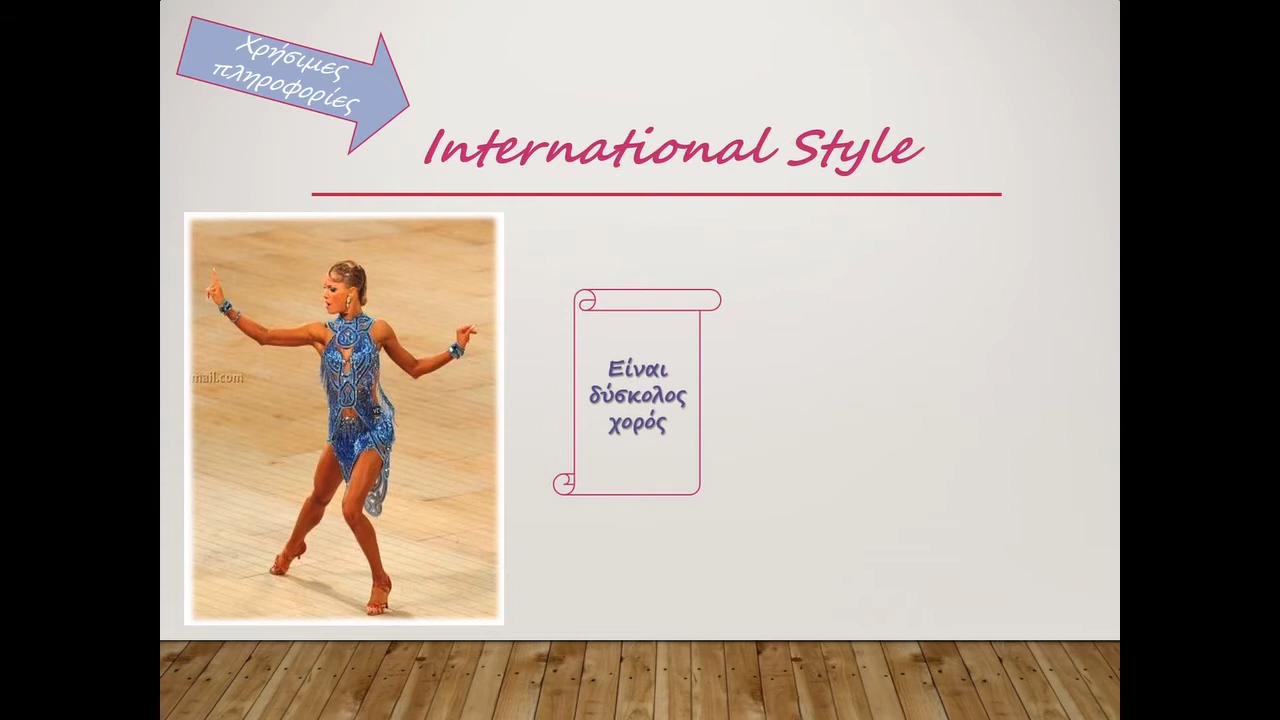 Χρήσιμες
πληροφορίες
International Style
mail.com
Είναι
δύσκολος
χορός